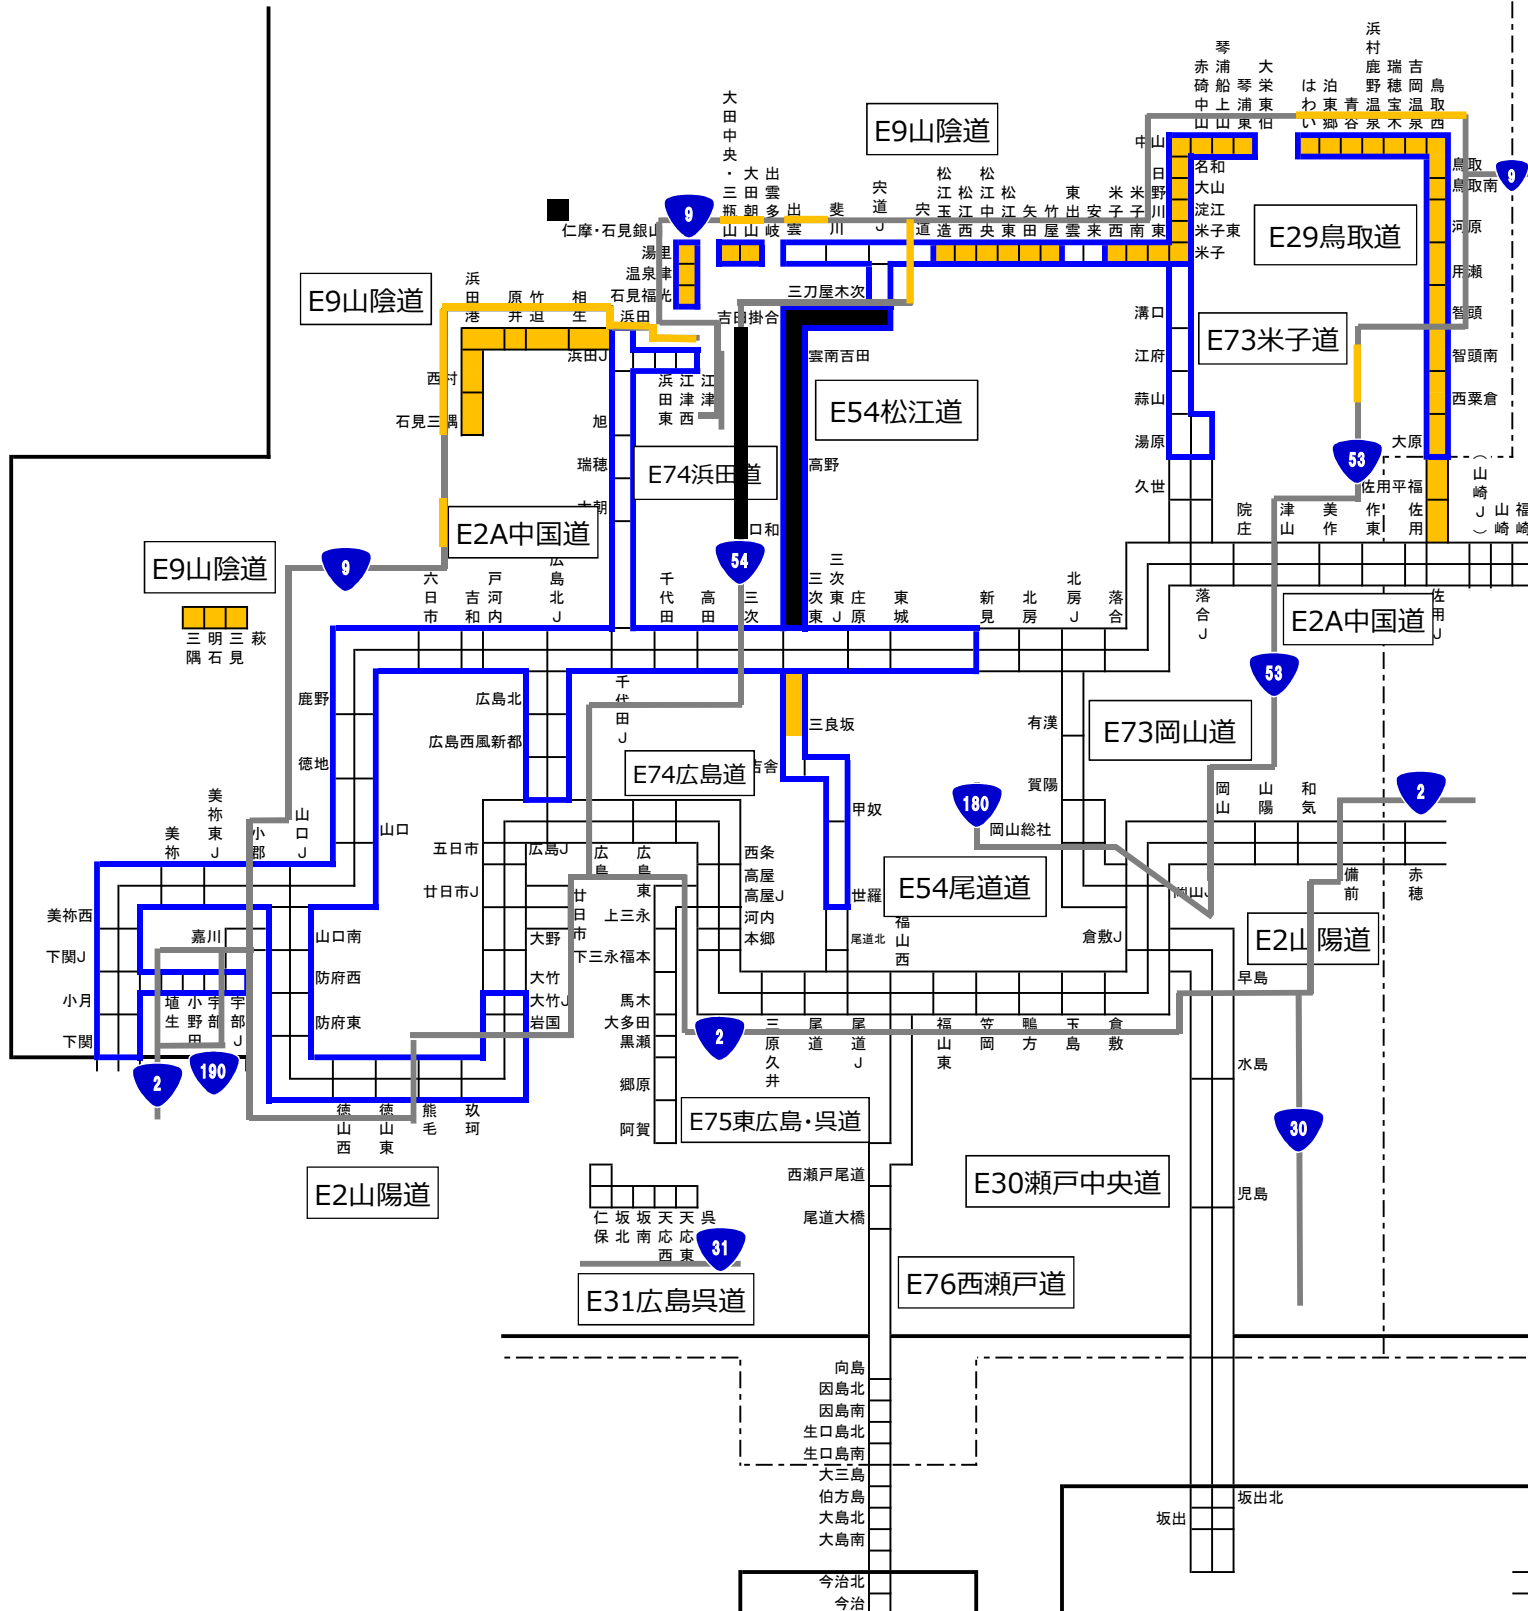 大田中央・三瓶山
大田朝山
出雲多岐
出雲
斐川
宍道J
宍道
E9山陰道
松江玉造
松江西
松江中央
松江東
矢田
竹屋
東出雲
安来
米子西
米子南
日野川東
中山
赤碕中山
琴浦船上山
琴浦東
大栄東伯
はわい
泊東郷
青谷
浜村鹿野温泉
瑞穂宝木
吉岡温泉
鳥取西
鳥取
鳥取南
9
河原
用瀬
智頭
智頭南
西粟倉
大原
佐用平福
E29鳥取道
名和
大山
淀江
米子東
米子
E73米子道
溝口
江府
蒜山
湯原
久世
9
仁摩・石見銀山
湯里
温泉津
石見福光
E9山陰道
浜田港
原井
竹迫
相生
浜田
浜田J
西村
石見三隅
浜田東
江津西
江津
旭
瑞穂
大朝
E74浜田道
三刀屋木次
吉田掛合
雲南吉田
E54松江道
高野
口和
54
53
E2A中国道
E9山陰道
9
三隅
明石
三見
萩
六日市
吉和
戸河内
広島北J
千代田
高田
三次
三次東
三次東J
庄原
東城
新見
北房
北房J
落合
落合J
院庄
津山
美作
作東
佐用
(山崎J)
山崎
福崎
佐用J
E2A中国道
53
鹿野
徳地
山口
広島北
広島西風新都
千代田J
E74広島道
三良坂
吉舎
甲奴
世羅
有漢
賀陽
E73岡山道
180
岡山総社
岡山
山陽
和気
2
備前
赤穂
岡山J
美祢
美祢東J
小郡
山口J
美祢西
下関J
小月
下関
嘉川
山口南
防府西
防府東
埴生
小野田
宇部
宇部J
2
190
五日市
廿日市J
広島J
広島
広島東
廿日市
大野
大竹
大竹J
岩国
西条
高屋
高屋J
河内
本郷
上三永
下三永福本
馬木
大多田
黒瀬
郷原
阿賀
E54尾道道
尾道北
福山西
倉敷J
E2山陽道
早島
2
三原久井
尾道
尾道J
福山東
笠岡
鴨方
玉島
倉敷
水島
30
徳山西
徳山東
熊毛
玖珂
E2山陽道
E75東広島・呉道
仁保
坂北
坂南
天応西
天応東
呉
31
E31広島呉道
西瀬戸尾道
尾道大橋
E30瀬戸中央道
児島
E76西瀬戸道
向島
因島北
因島南
生口島北
生口島南
大三島
伯方島
大島北
大島南
今治北
今治
坂出北
坂出